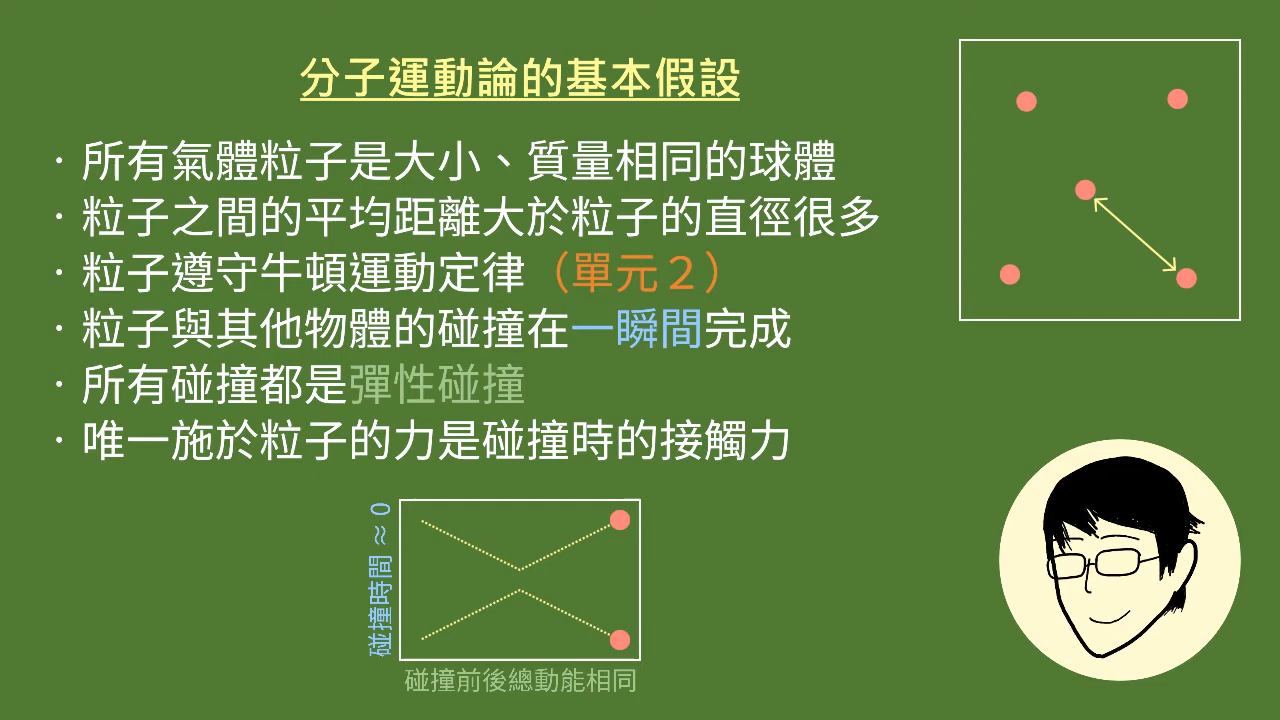 分子運動論的基本假設
· 所有氣體粒子是大小、質量相同的球體
· 粒子之間的平均距離大於粒子的直徑很多
· 粒子遵守牛頓運動定律（單元２）
· 粒子與其他物體的碰撞在一瞬間完成
· 所有碰撞都是彈性碰撞
· 唯一施於粒子的力是碰撞時的接觸力
碰撞時間 ≈ 0
碰撞前後總動能相同